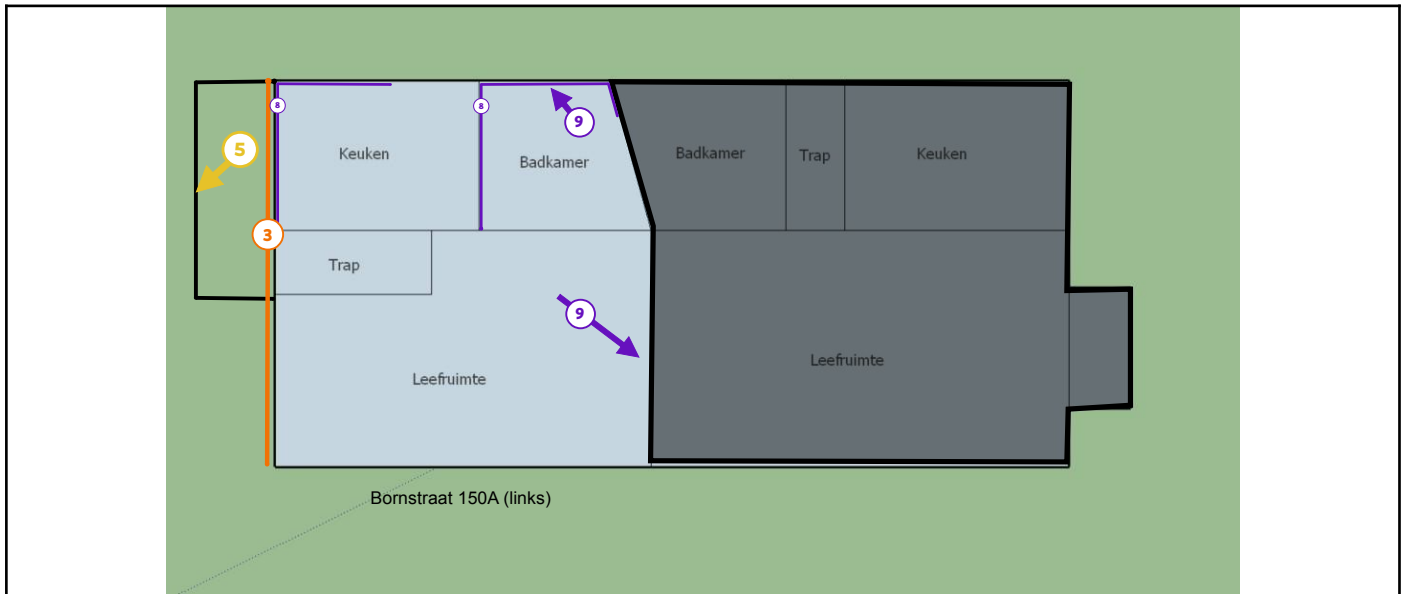 8
8
9
5
Keuken
Badkamer
Badkamer
Trap
Keuken
3
Trap
9
Leefruimte
Leefruimte
Bornstraat 150A (links)